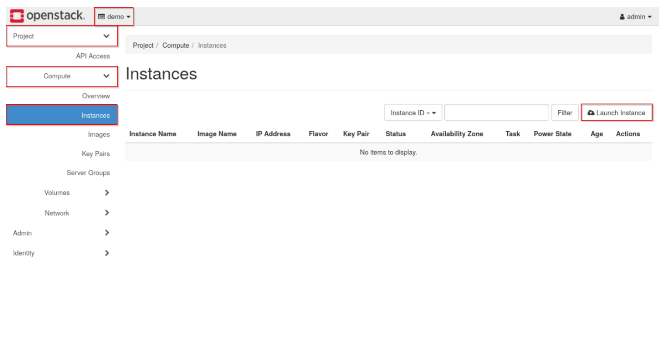 openstack. demo admin
Project
API Access
Compute
Overview
Instances
Images
Key Pairs
Server Groups
Volumes
Network
Admin
Identity
Project / Compute / Instances
Instances
Instance ID = Filter Launch Instance
Instance Name Image Name IP Address Flavor Key Pair Status Availability Zone Task Power State Age Actions
No items to display.